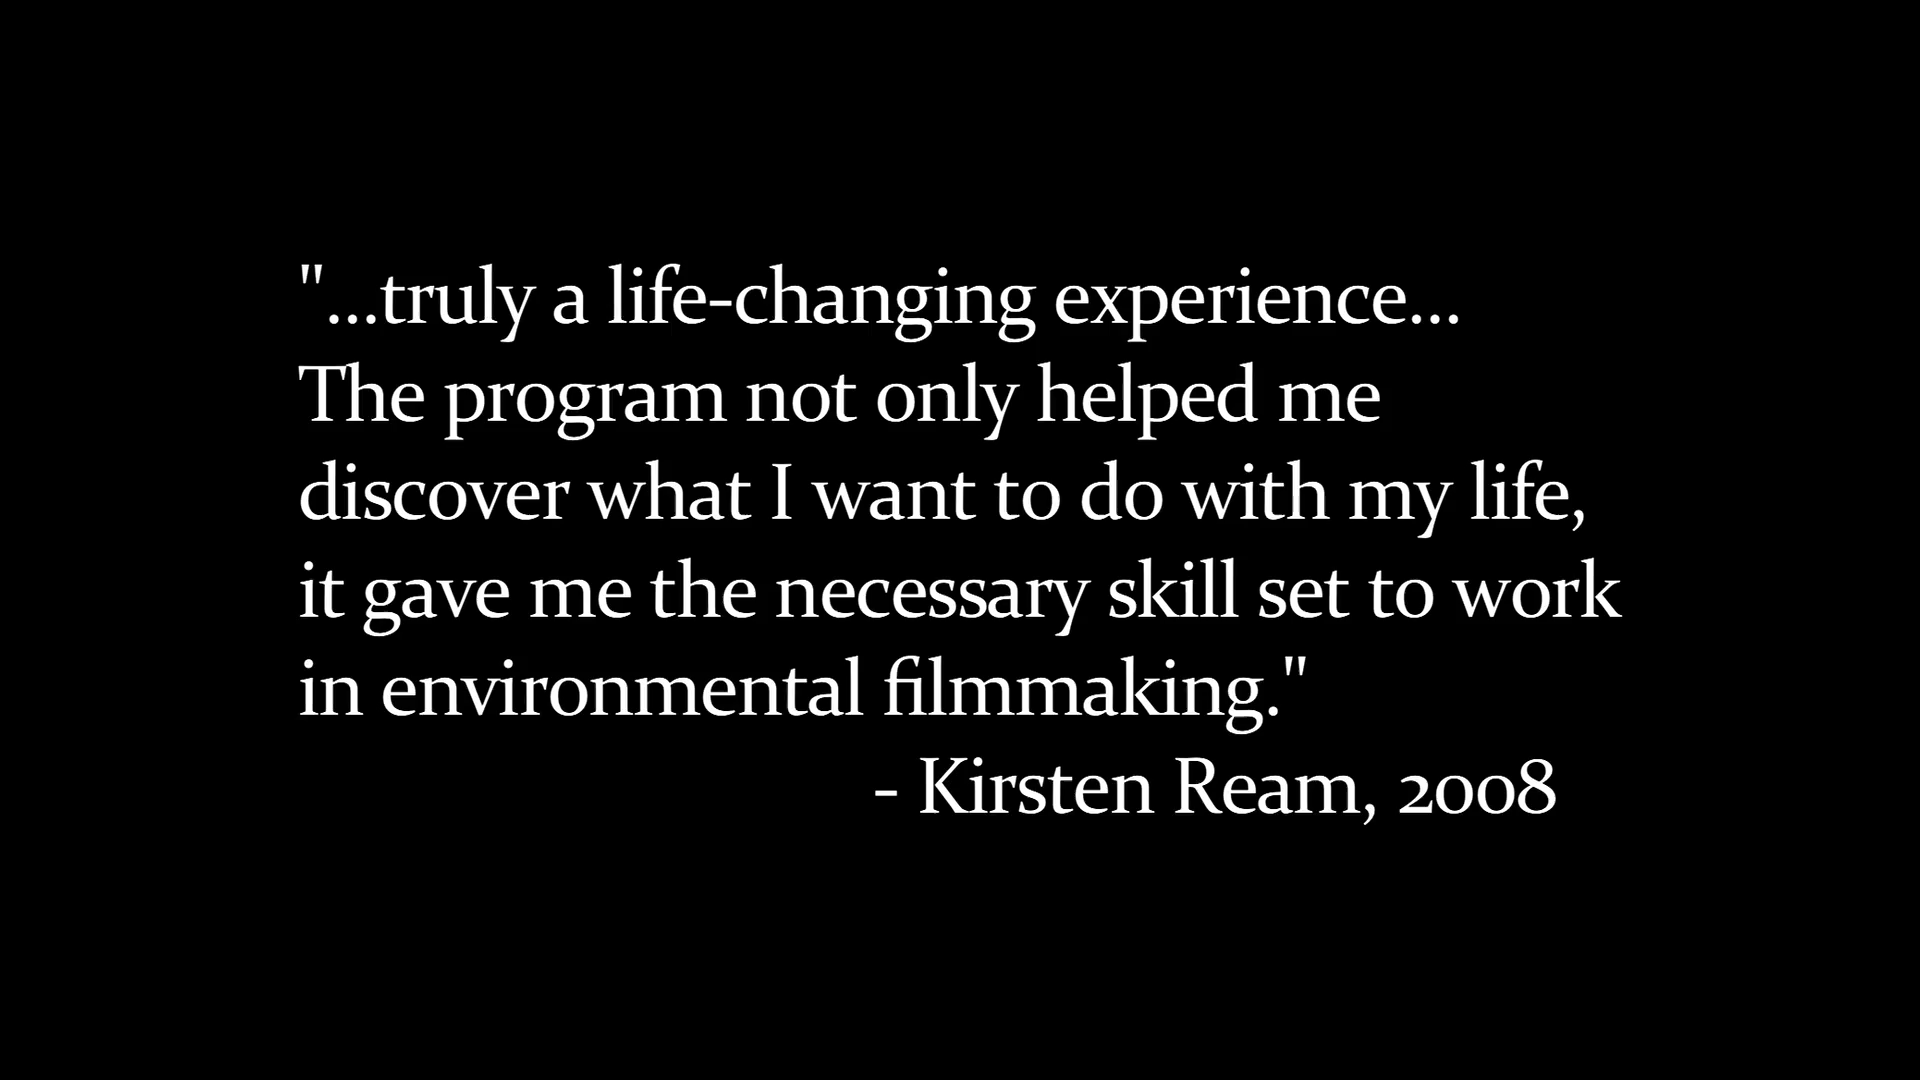 "...truly a life-changing experience...
The program not only helped me
discover what I want to do with my life,
it gave me the necessary skill set to work
in environmental filmmaking."
- Kirsten Ream, 2008